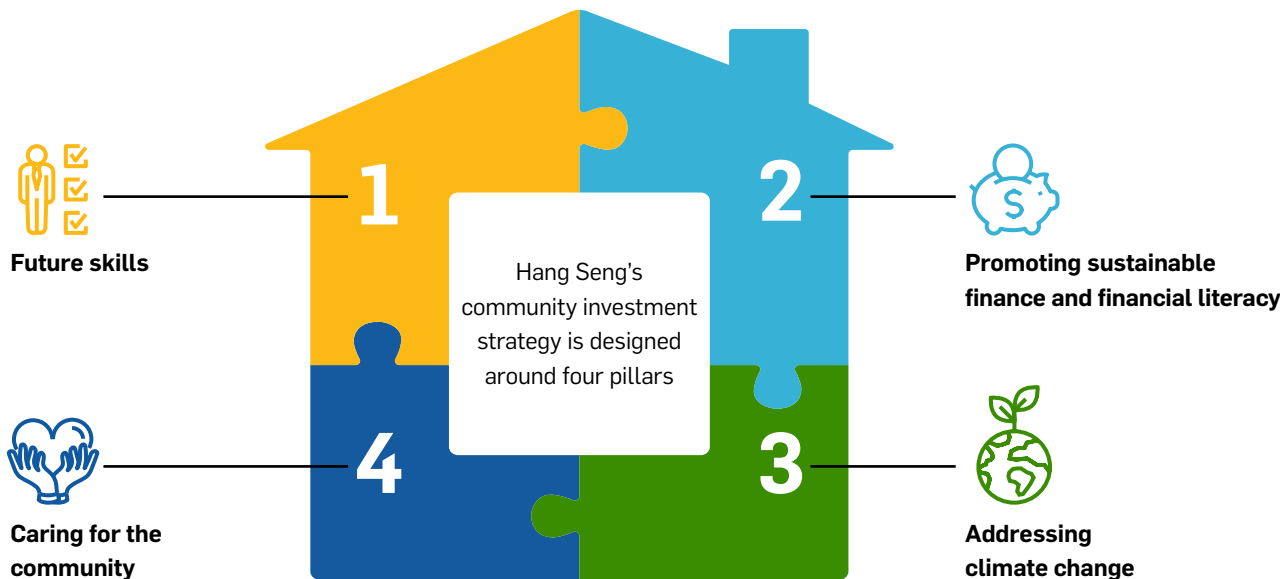 1
Future skills
2
Promoting sustainable
finance and financial literacy
$
Hang Seng's
community investment
strategy is designed
around four pillars
4
Caring for the
community
3
Addressing
climate change